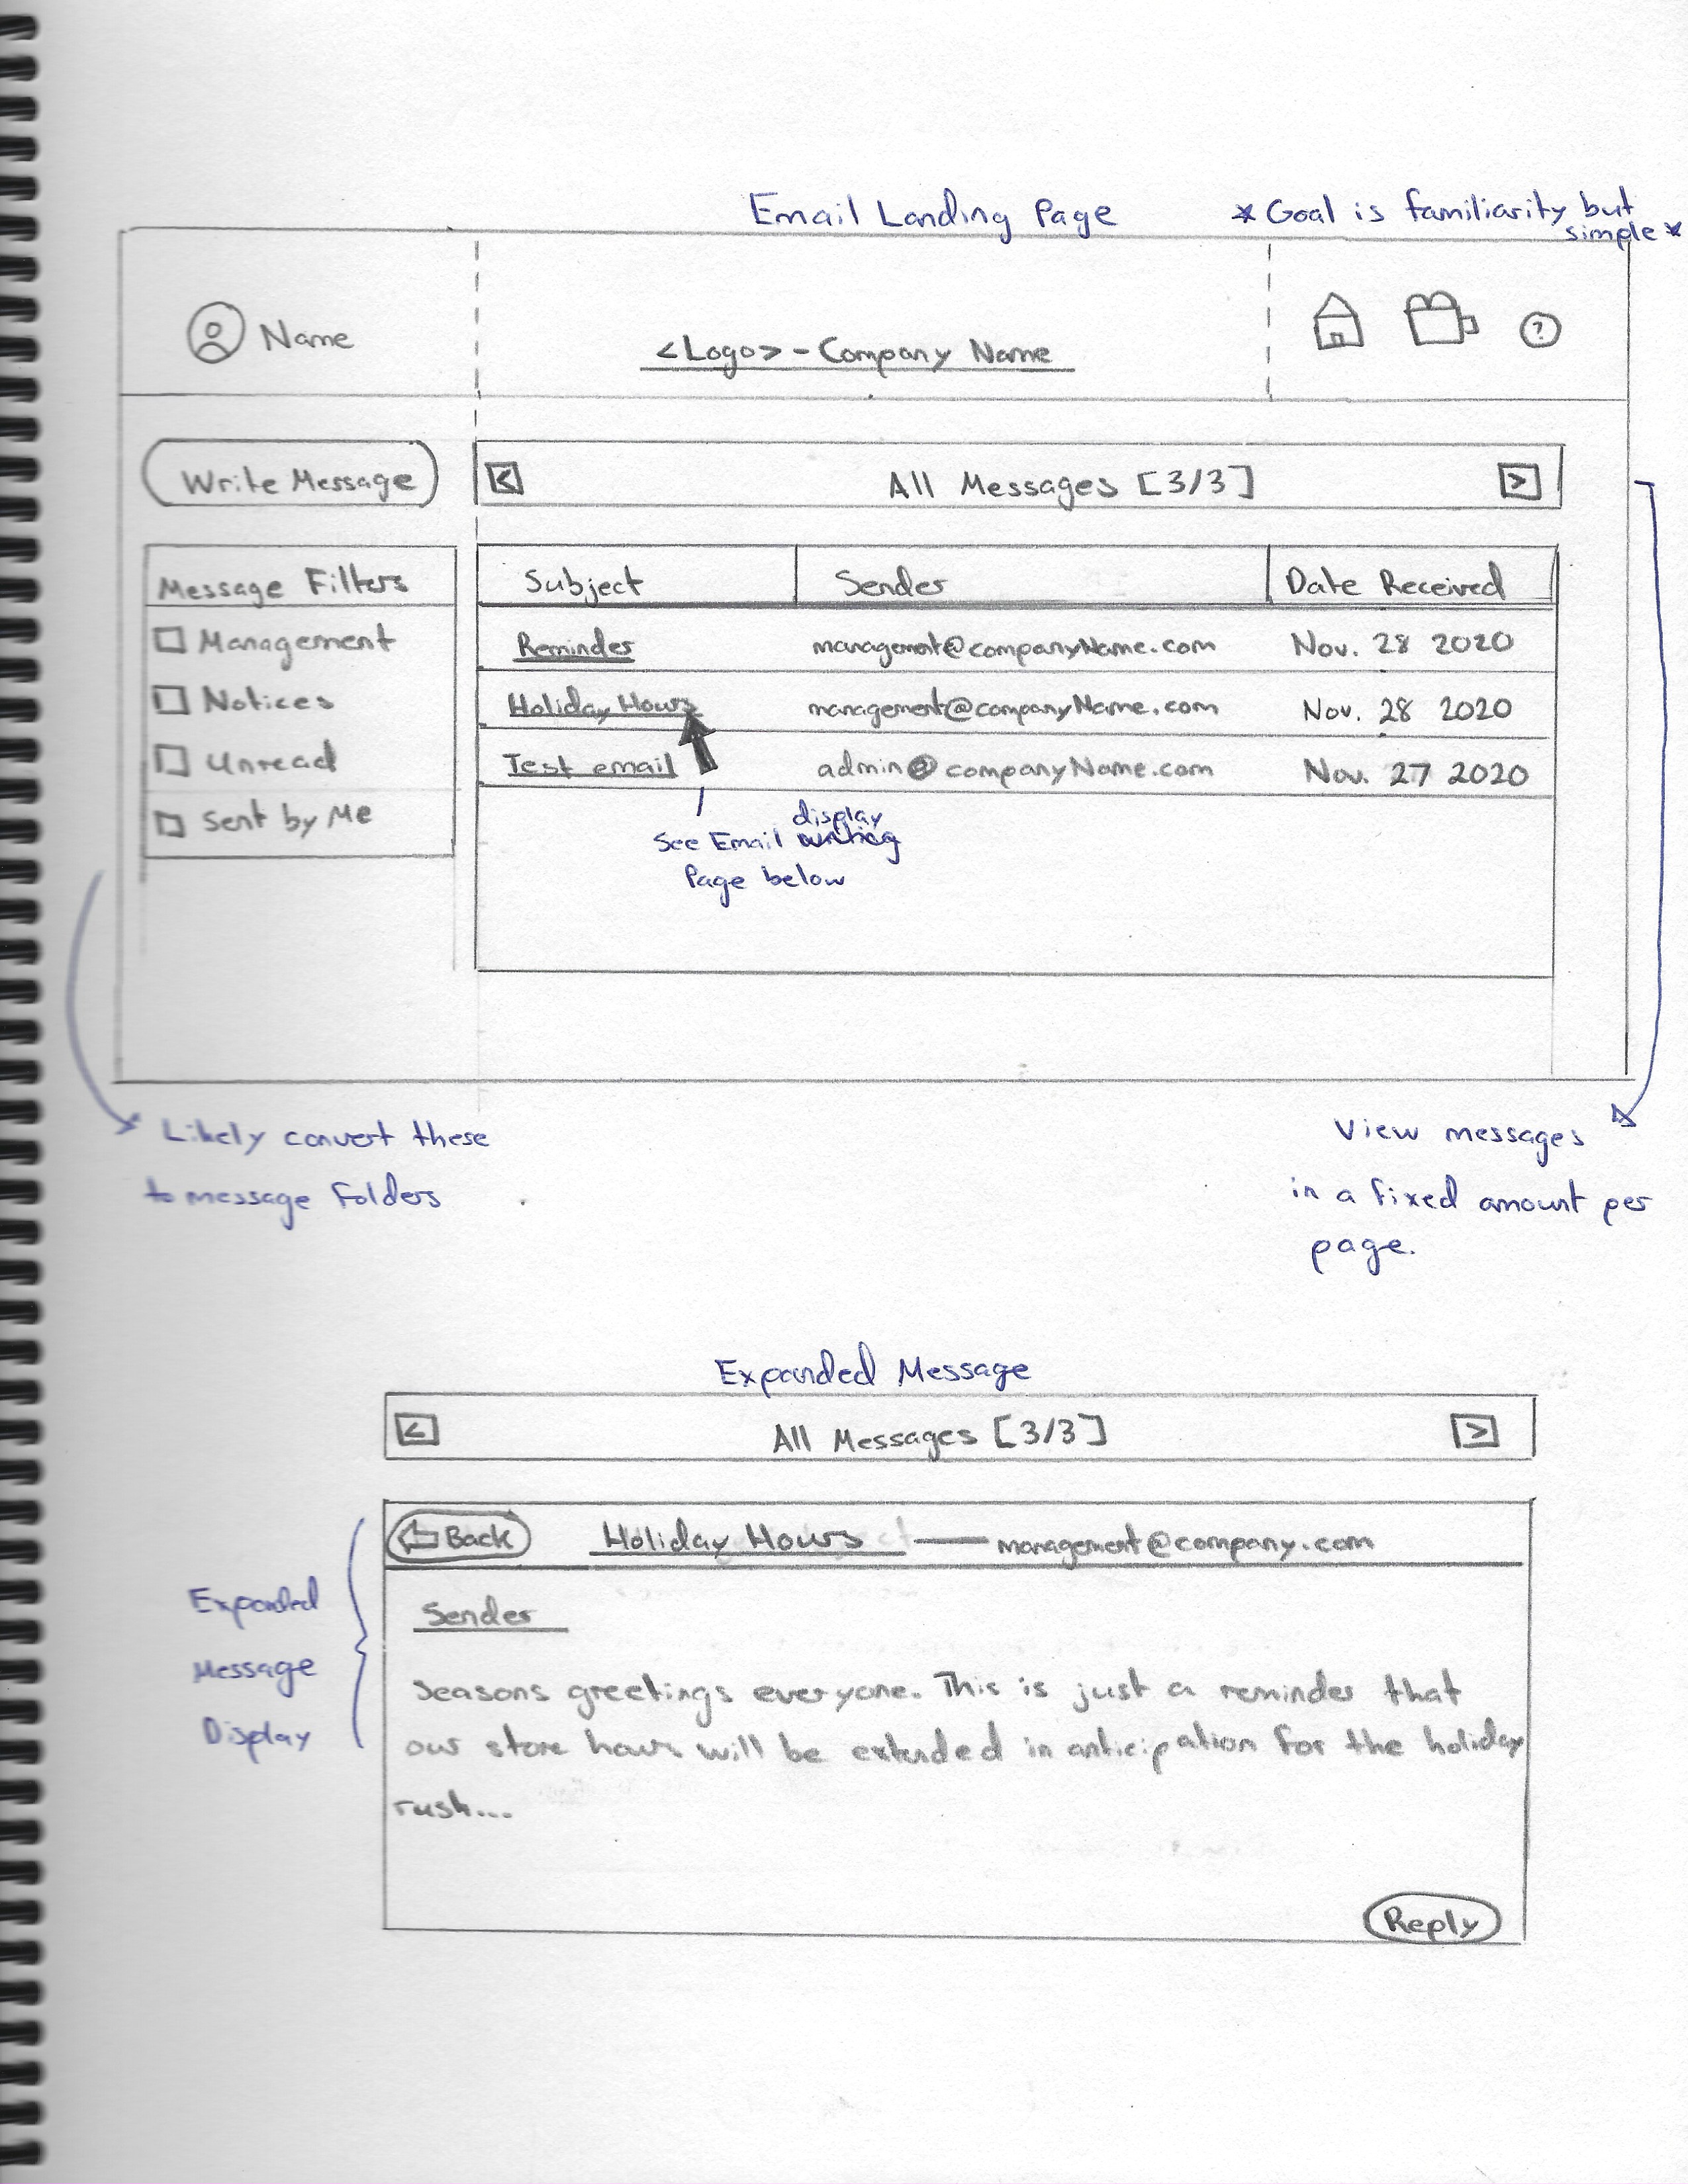 Email Landing Page
* Goal is familiarity but
simple *
Name
<Logo> - Company Name
?
Write Message
< All Messages [3/3] >
Message Filters
Management
Notices
Unread
Sent by Me
Subject Sender Date Received
Reminder management@companyName.com Nov. 28 2020
Holiday Hours management@companyName.com Nov. 28 2020
Test email admin@companyName.com Nov. 27 2020
display
See Email
Page below
Likely convert these
to message folders
View messages
in a fixed amount per
page.
Expanded Message
< All Messages [3/3] >
Back Holiday Hours — management@company.com
Expanded
Message
Display
Sender
Seasons greetings everyone. This is just a reminder that
our store hours will be extended in anticipation for the holiday
rush...
Reply